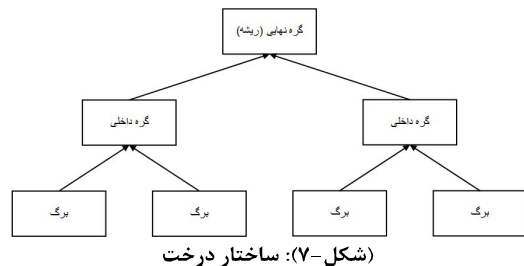 گره نهایی (ریشه)
گره داخلی
گره داخلی
برگ
برگ
برگ
برگ
(شکل-۷): ساختار درخت